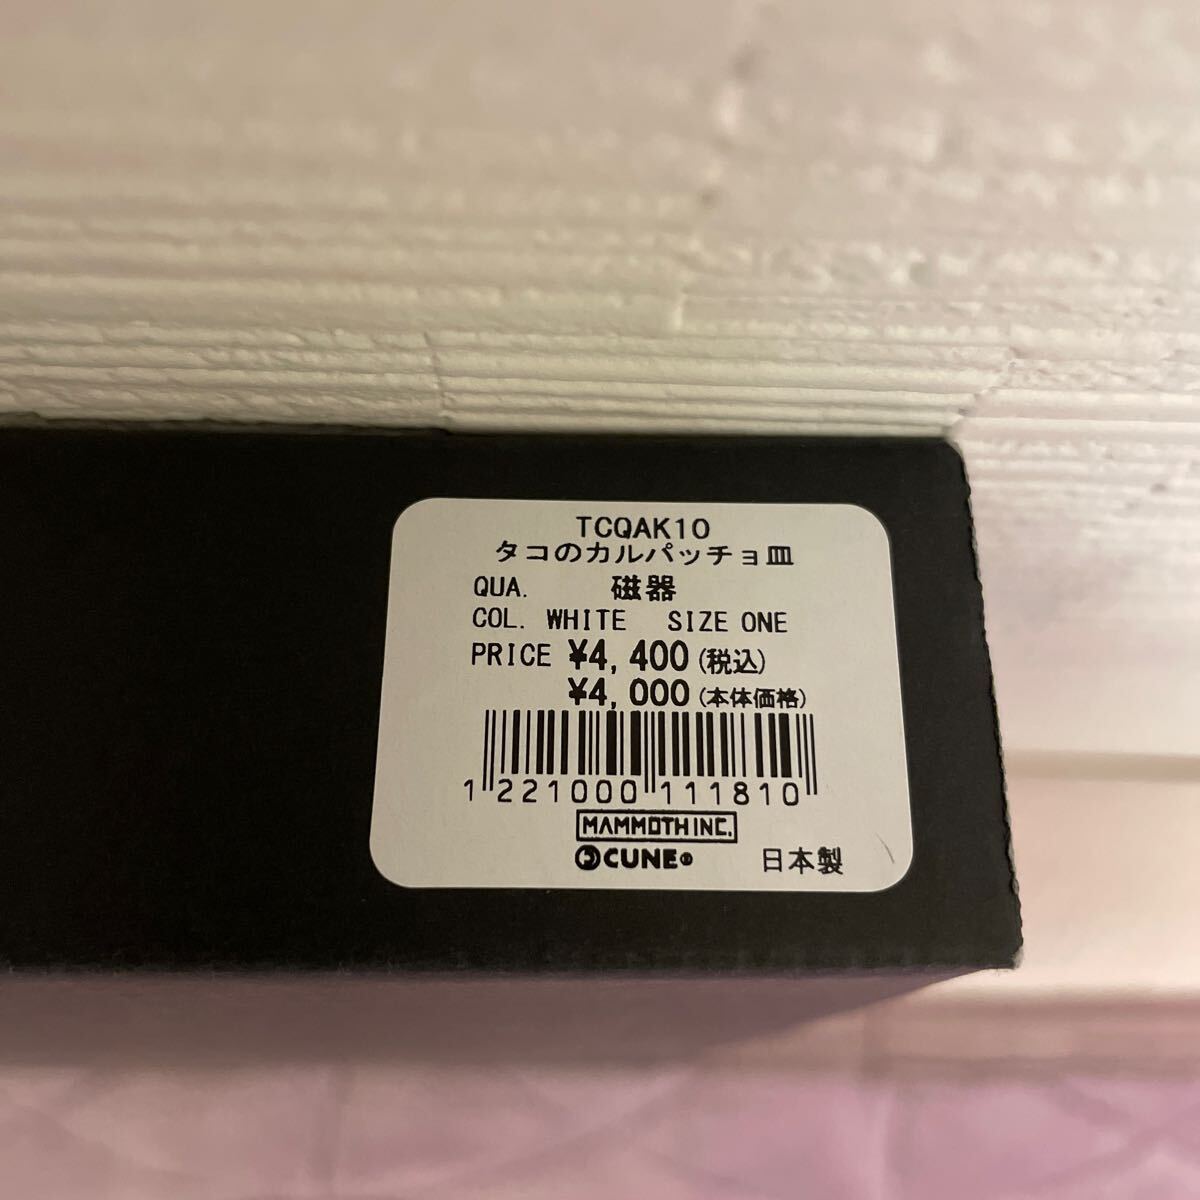 TCQAK10
タコのカルパッチョ皿
QUA. 磁器
COL. WHITE SIZE ONE
PRICE ¥4,400(税込)
¥4,000(本体価格)
1 221000 111810
MAMMOTH INC.
CUNE® 日本製